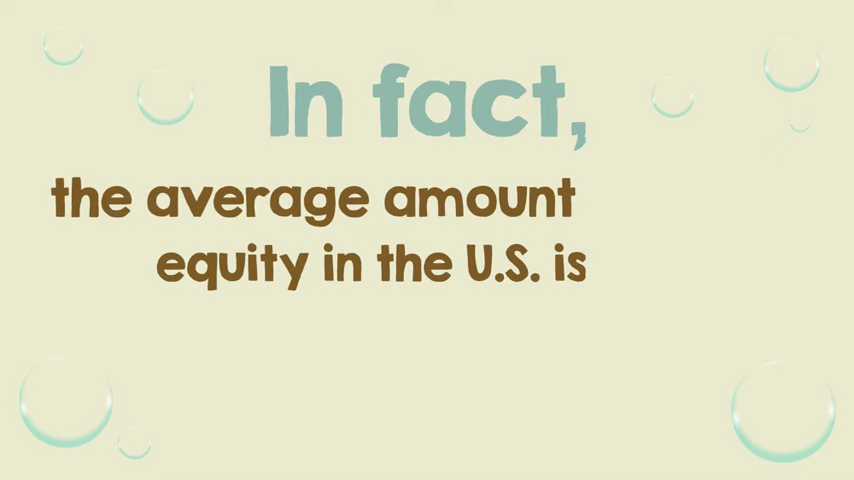 In fact,
the average amount
equity in the U.S. is